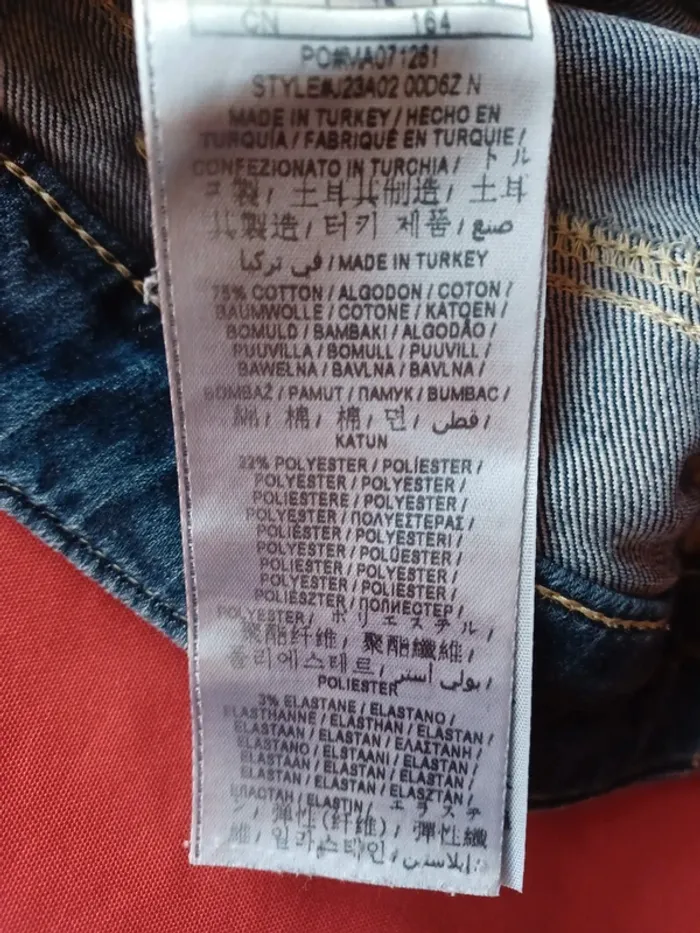 CN 164
PO#MA071261
STYLE#J23A02 00D6Z N
MADE IN TURKEY / HECHO EN
TURQUIA / FABRIQUÉ EN TURQUIE /
CONFEZIONATO IN TURCHIA / トル
コ製 / 土耳其制造 / 土耳
其製造 / 터키 제품 / صنع
في تركيا / MADE IN TURKEY
75% COTTON / ALGODON / COTON /
BAUMWOLLE / COTONE / KATOEN /
BOMULD / BAMBAKI / ALGODÃO /
PUUVILLA / BOMULL / PUUVILL /
BAWEŁNA / BAVLNA / BAVLNA /
BOMBAŽ / PAMUT / ПАМУК / BUMBAC /
綿 / 棉 / 棉 / 면 / قطن /
KATUN
22% POLYESTER / POLIÉSTER /
POLYESTER / POLYESTER /
POLIESTERE / POLYESTER /
POLYESTER / ΠΟΛΥΕΣΤΕΡΑΣ /
POLIÉSTER / POLYESTERI /
POLYESTER / POLÜESTER /
POLIESTER / POLYESTER /
POLYESTER / POLIESTER /
POLIÉSZTER / ПОЛИЕСТЕР /
POLYESTER / ポリエステル /
聚酯纤维 / 聚酯纖維 /
폴리에스테르 / بولي استر /
POLIESTER
3% ELASTANE / ELASTANO /
ELASTHANNE / ELASTHAN / ELASTAN /
ELASTAAN / ELASTAN / ΕΛΑΣΤΑΝΗ /
ELASTANO / ELSTAANI / ELASTAN /
ELASTAAN / ELASTAN / ELASTAN /
ELASTAN / ELASTAN / ELASZTAN /
ЕЛАСТАН / ELASTIN / エラステ
ン / 弹性(纤维) / 彈性纖
維 / 엘라스테인 / إيلاستين /